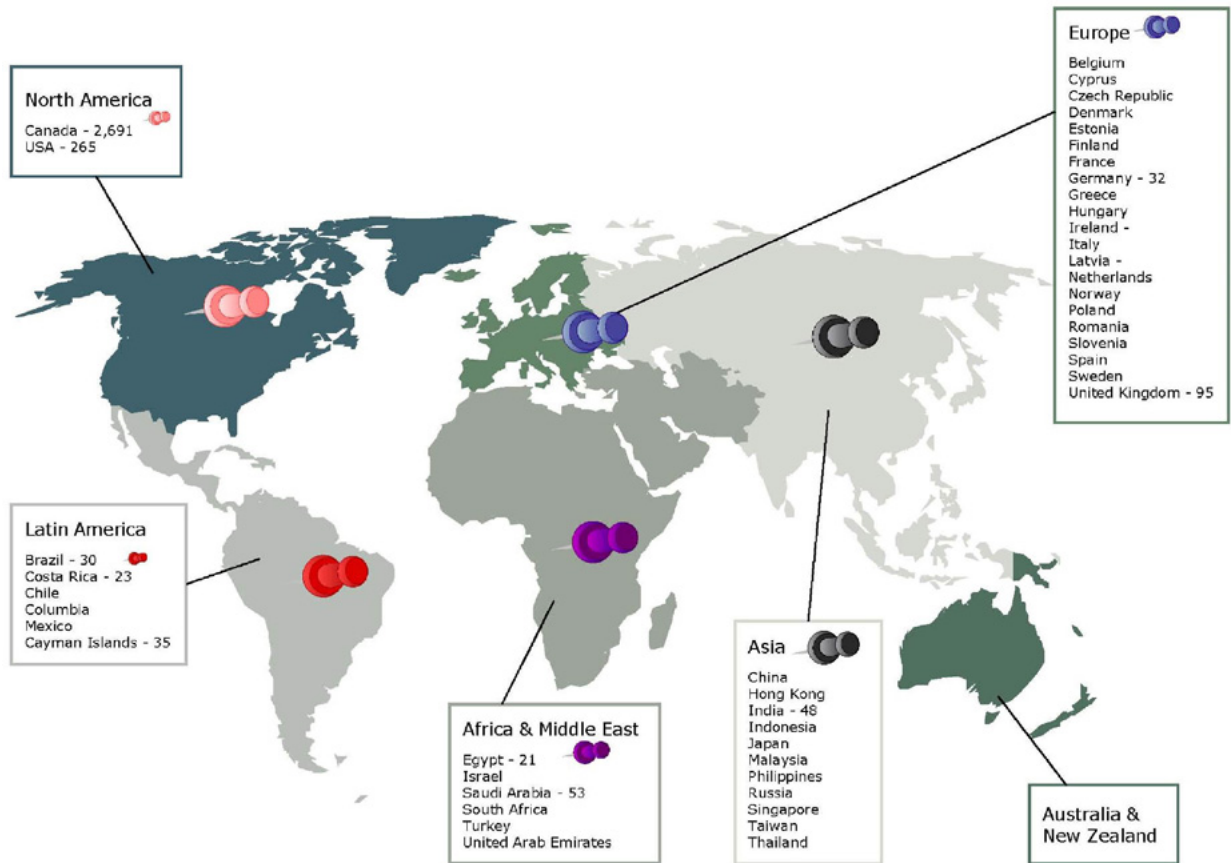 North America
Canada - 2,691
USA - 265
Europe
Belgium
Cyprus
Czech Republic
Denmark
Estonia
Finland
France
Germany - 32
Greece
Hungary
Ireland -
Italy
Latvia -
Netherlands
Norway
Poland
Romania
Slovenia
Spain
Sweden
United Kingdom - 95
Latin America
Brazil - 30
Costa Rica - 23
Chile
Columbia
Mexico
Cayman Islands - 35
Africa & Middle East
Egypt - 21
Israel
Saudi Arabia - 53
South Africa
Turkey
United Arab Emirates
Asia
China
Hong Kong
India - 48
Indonesia
Japan
Malaysia
Philippines
Russia
Singapore
Taiwan
Thailand
Australia &
New Zealand